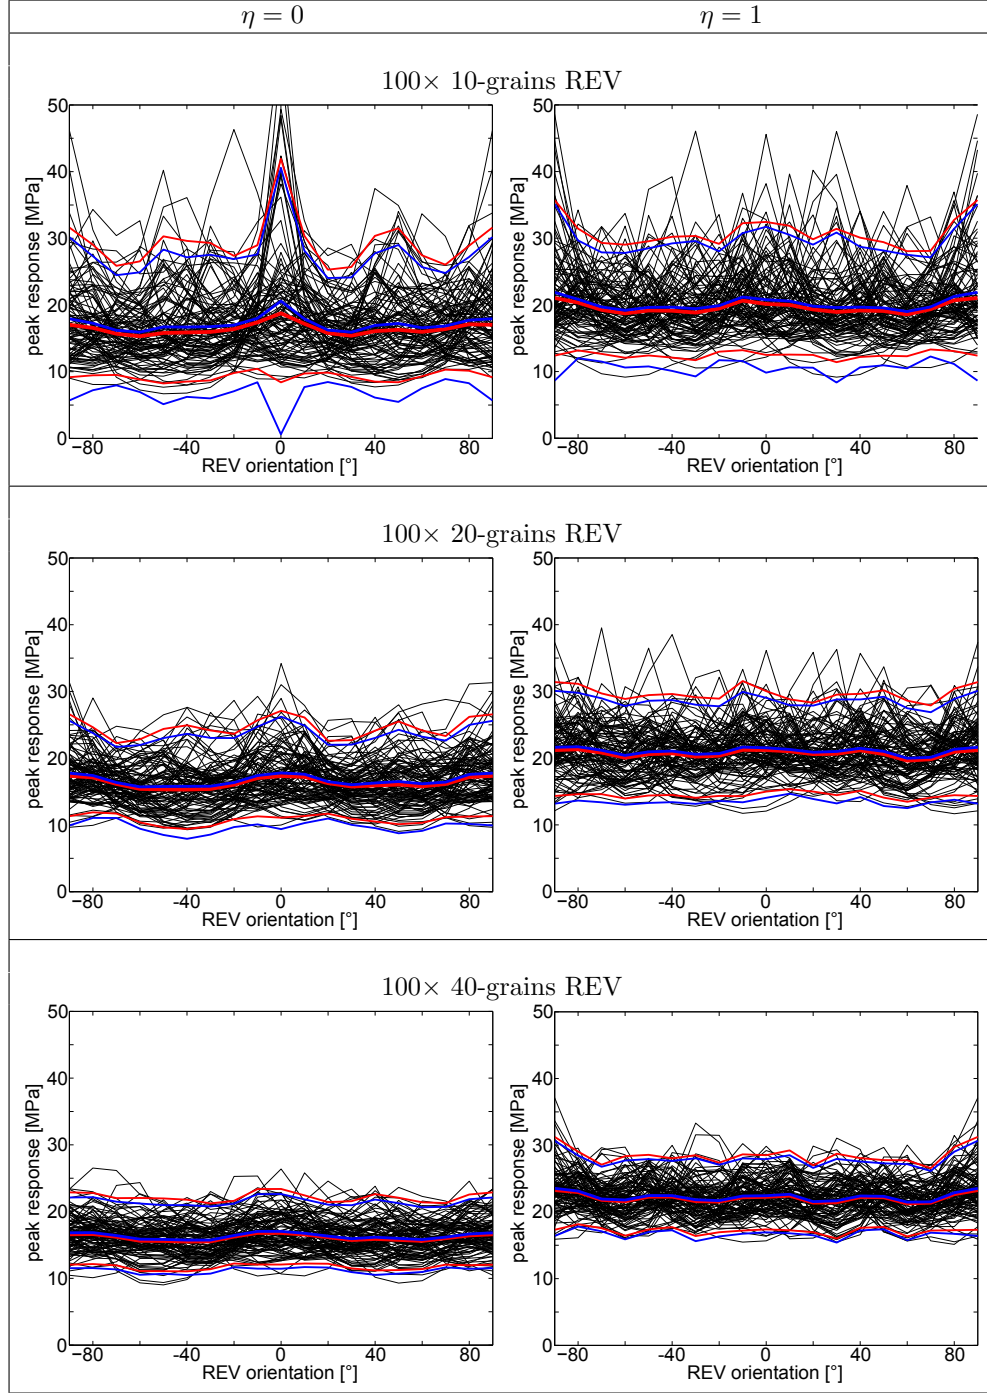 η = 0 η = 1
100× 10-grains REV
50 50
40 40
30 30
20 20
10 10
0 0
peak response [MPa] peak response [MPa]
−80 -40 0 40 80 −80 -40 0 40 80
REV orientation [°] REV orientation [°]
100× 20-grains REV
50 50
40 40
30 30
20 20
10 10
0 0
peak response [MPa] peak response [MPa]
−80 -40 0 40 80 −80 -40 0 40 80
REV orientation [°] REV orientation [°]
100× 40-grains REV
50 50
40 40
30 30
20 20
10 10
0 0
peak response [MPa] peak response [MPa]
−80 -40 0 40 80 −80 -40 0 40 80
REV orientation [°] REV orientation [°]